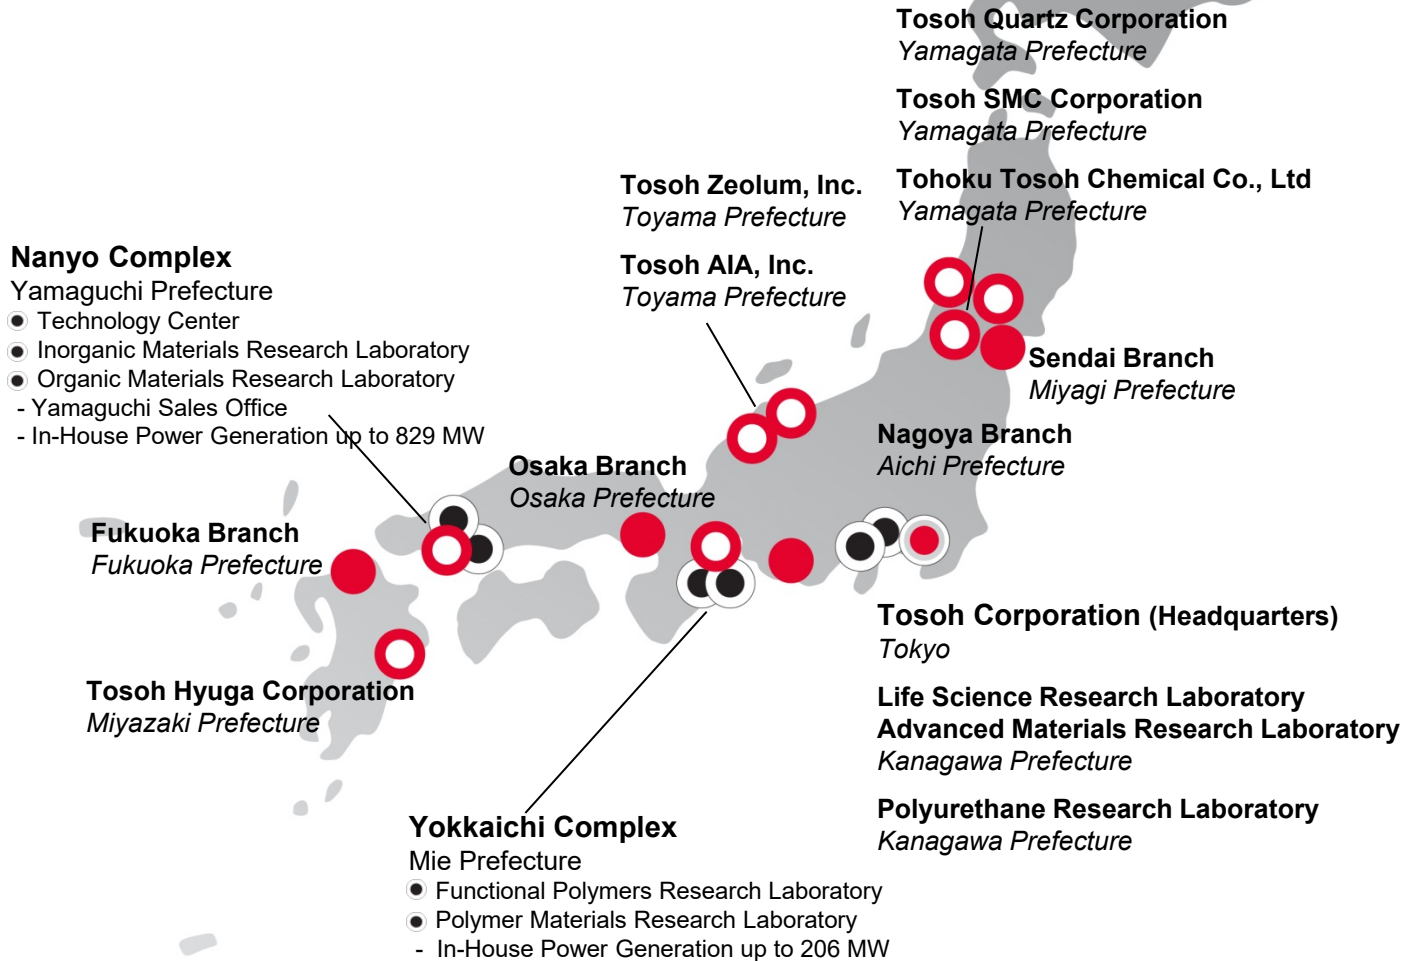 Tosoh Quartz Corporation
Yamagata Prefecture
Tosoh SMC Corporation
Yamagata Prefecture
Tohoku Tosoh Chemical Co., Ltd
Yamagata Prefecture
Tosoh Zeolum, Inc.
Toyama Prefecture
Tosoh AIA, Inc.
Toyama Prefecture
Nanyo Complex
Yamaguchi Prefecture
Technology Center
Inorganic Materials Research Laboratory
Organic Materials Research Laboratory
- Yamaguchi Sales Office
- In-House Power Generation up to 829 MW
Sendai Branch
Miyagi Prefecture
Nagoya Branch
Aichi Prefecture
Osaka Branch
Osaka Prefecture
Fukuoka Branch
Fukuoka Prefecture
Tosoh Hyuga Corporation
Miyazaki Prefecture
Tosoh Corporation (Headquarters)
Tokyo
Life Science Research Laboratory
Advanced Materials Research Laboratory
Kanagawa Prefecture
Polyurethane Research Laboratory
Kanagawa Prefecture
Yokkaichi Complex
Mie Prefecture
Functional Polymers Research Laboratory
Polymer Materials Research Laboratory
- In-House Power Generation up to 206 MW